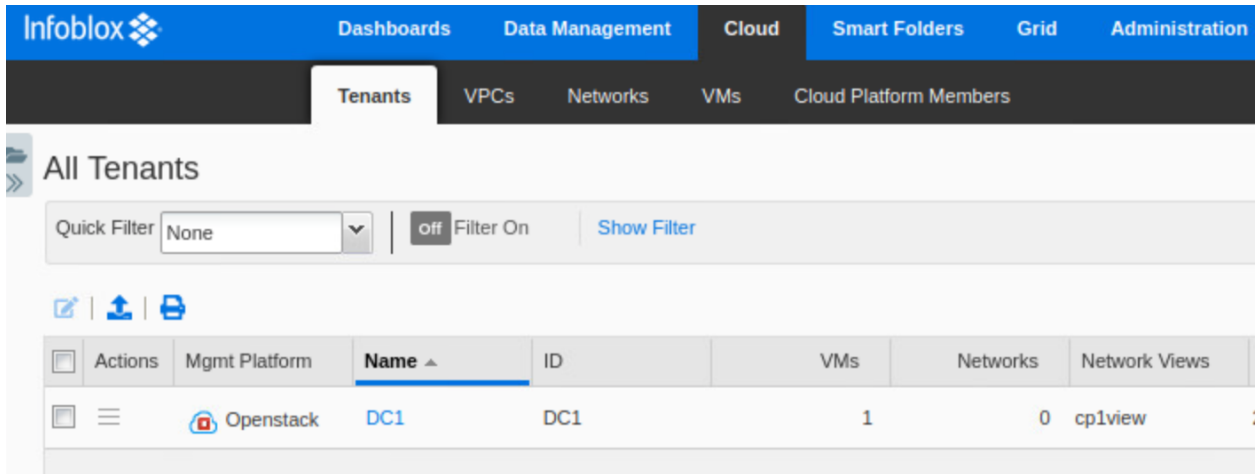 Infoblox Dashboards Data Management Cloud Smart Folders Grid Administration
Tenants VPCs Networks VMs Cloud Platform Members
All Tenants
Quick Filter None Off Filter On Show Filter
Actions Mgmt Platform Name ID VMs Networks Network Views
Openstack DC1 DC1 1 0 cp1view